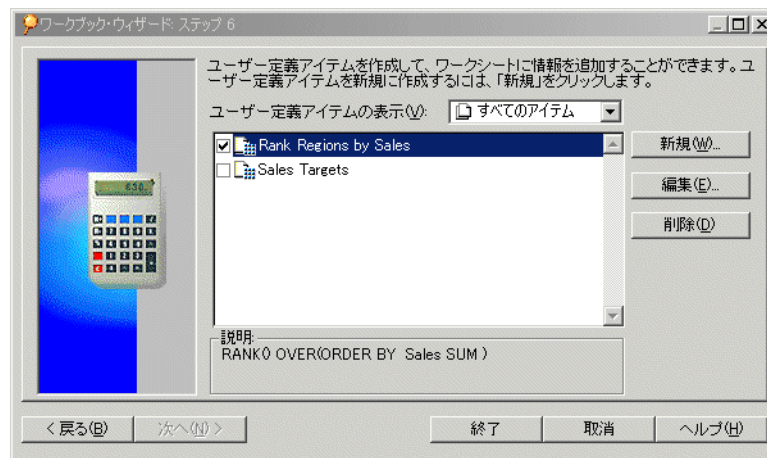 ワークブック・ウィザード: ステップ 6
ユーザー定義アイテムを作成して、ワークシートに情報を追加することができます。ユ
ーザー定義アイテムを新規に作成するには、「新規」をクリックします。
ユーザー定義アイテムの表示(V): すべてのアイテム
Rank Regions by Sales
Sales Targets
新規(W)...
編集(E)...
削除(D)
630.
説明:
RANK() OVER(ORDER BY Sales SUM )
< 戻る(B)
次へ(N) >
終了
取消
ヘルプ(H)